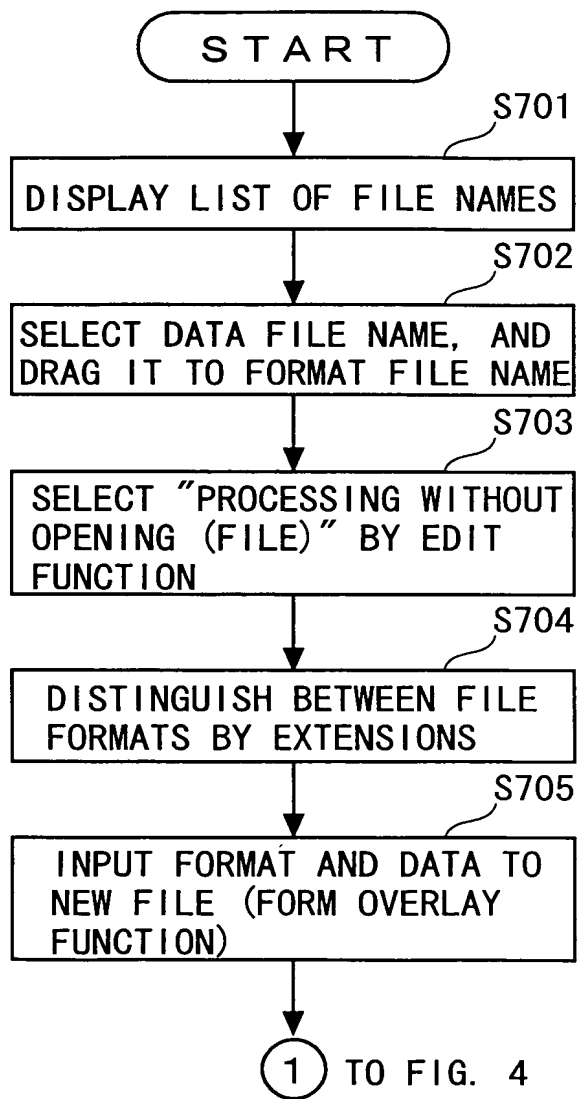 START
S701
DISPLAY LIST OF FILE NAMES
S702
SELECT DATA FILE NAME, AND
DRAG IT TO FORMAT FILE NAME
S703
SELECT "PROCESSING WITHOUT
OPENING (FILE)" BY EDIT
FUNCTION
S704
DISTINGUISH BETWEEN FILE
FORMATS BY EXTENSIONS
S705
INPUT FORMAT AND DATA TO
NEW FILE (FORM OVERLAY
FUNCTION)
1 TO FIG. 4